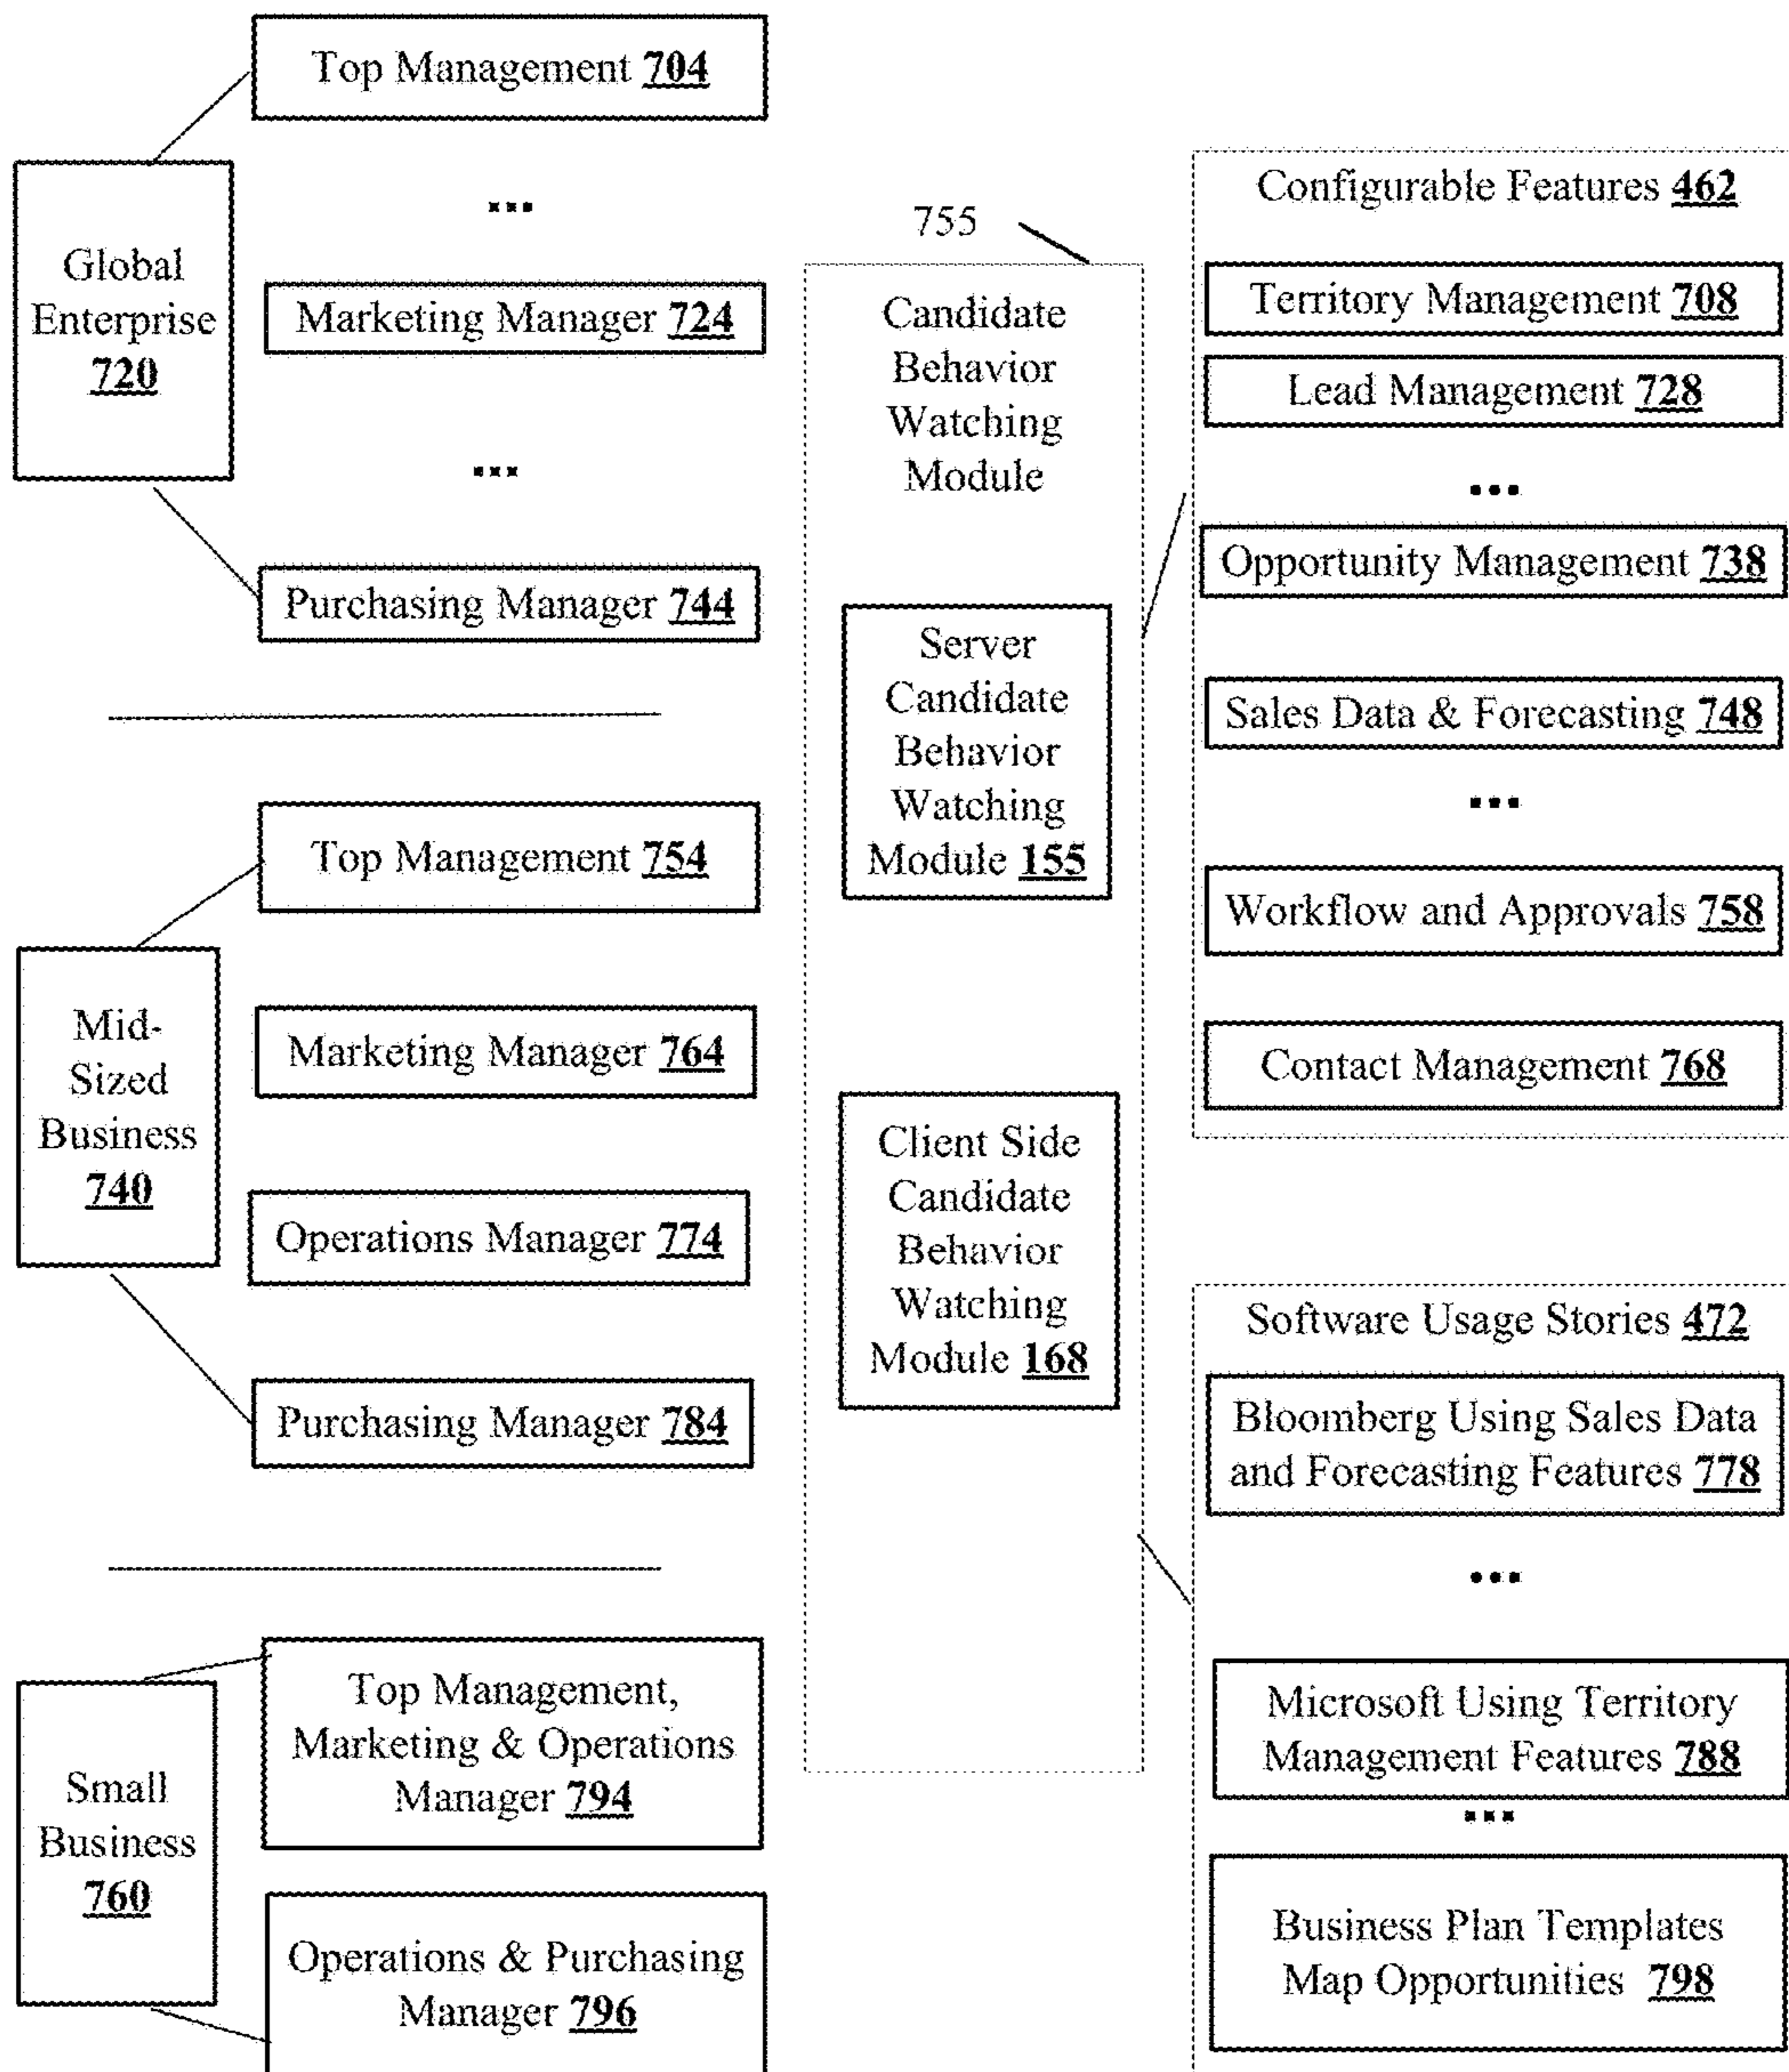 Top Management 704
...
Global
Enterprise
720
Marketing Manager 724
...
Purchasing Manager 744
Top Management 754
Mid-
Sized
Business
740
Marketing Manager 764
Operations Manager 774
Purchasing Manager 784
Top Management,
Marketing & Operations
Manager 794
Small
Business
760
Operations & Purchasing
Manager 796
755
Candidate
Behavior
Watching
Module
Server
Candidate
Behavior
Watching
Module 155
Client Side
Candidate
Behavior
Watching
Module 168
Configurable Features 462
Territory Management 708
Lead Management 728
...
Opportunity Management 738
Sales Data & Forecasting 748
...
Workflow and Approvals 758
Contact Management 768
Software Usage Stories 472
Bloomberg Using Sales Data
and Forecasting Features 778
...
Microsoft Using Territory
Management Features 788
...
Business Plan Templates
Map Opportunities 798